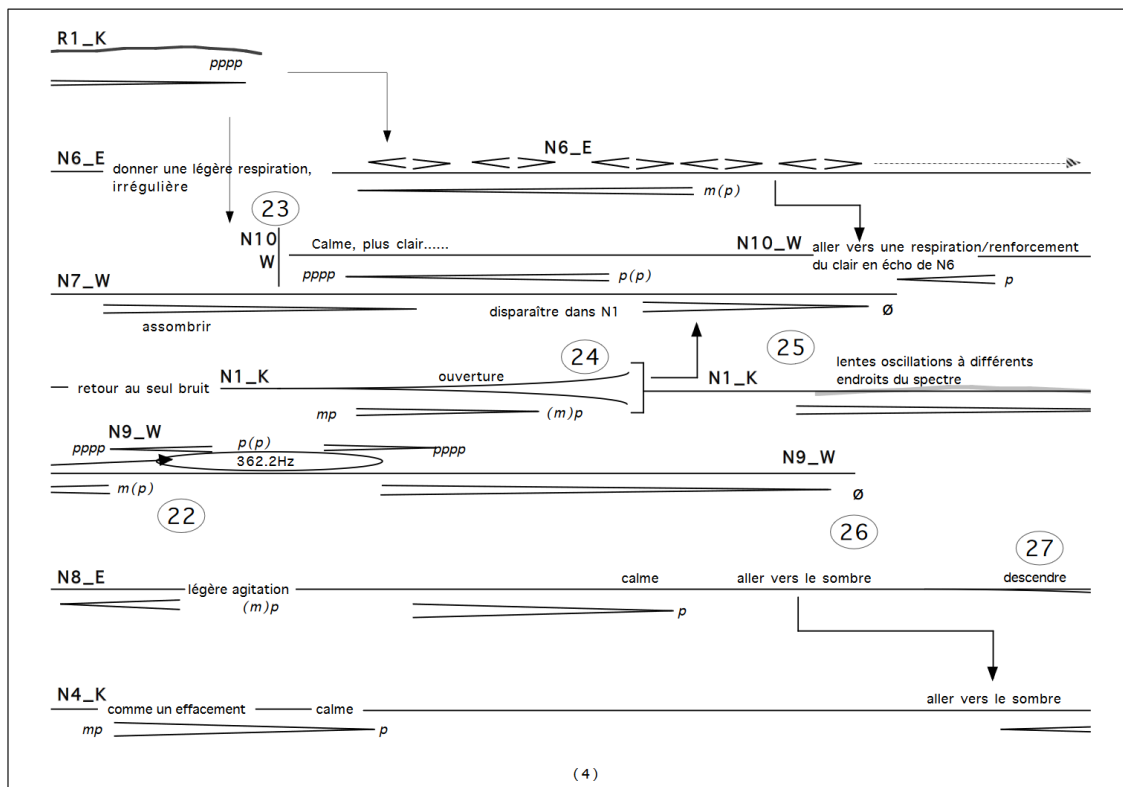 R1_K
pppp
N6_E
donner une légère respiration,
irrégulière
N6_E
m(p)
23
N10
W
Calme, plus clair......
N10_W
aller vers une respiration/renforcement
du clair en écho de N6
pppp
p(p)
p
N7_W
assombrir
disparaître dans N1
ø
24
25
retour au seul bruit
N1_K
ouverture
N1_K
lentes oscillations à différents
endroits du spectre
mp
(m)p
N9_W
pppp
p(p)
pppp
362.2Hz
N9_W
m(p)
ø
22
26
27
N8_E
légère agitation
calme
aller vers le sombre
descendre
(m)p
p
N4_K
comme un effacement
calme
aller vers le sombre
mp
p
(4)